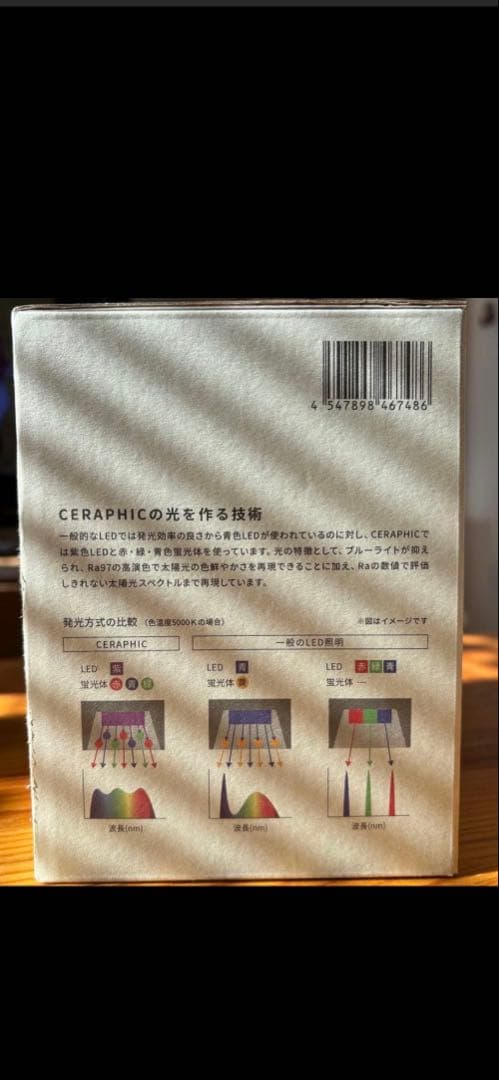 4 547898 467486
CERAPHICの光を作る技術
一般的なLEDでは発光効率の良さから青色LEDが使われているのに対し、CERAPHICで
は紫色LEDと赤・緑・青色蛍光体を使っています。光の特徴として、ブルーライトが抑え
られ、Ra97の高演色で太陽光の色鮮やかさを再現できることに加え、Raの数値で評価
しきれない太陽光スペクトルまで再現しています。
発光方式の比較 (色温度5000Kの場合) ※図はイメージです
CERAPHIC 一般のLED照明
LED 紫 LED 青 LED 赤 緑 青
蛍光体 赤 青 緑 蛍光体 黄 蛍光体 ―
波長(nm) 波長(nm) 波長(nm)